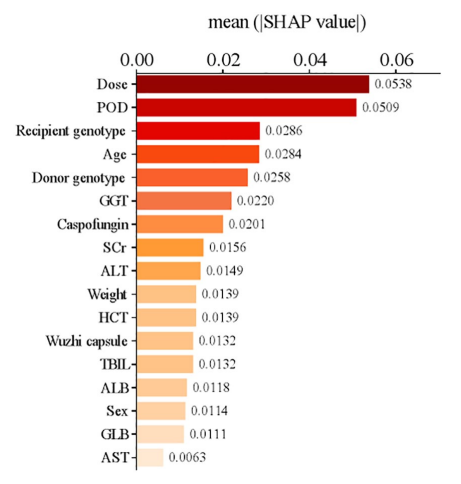 mean (|SHAP value|)
0.00 0.02 0.04 0.06
Dose 0.0538
POD 0.0509
Recipient genotype 0.0286
Age 0.0284
Donor genotype 0.0258
GGT 0.0220
Caspofungin 0.0201
SCr 0.0156
ALT 0.0149
Weight 0.0139
HCT 0.0139
Wuzhi capsule 0.0132
TBIL 0.0132
ALB 0.0118
Sex 0.0114
GLB 0.0111
AST 0.0063